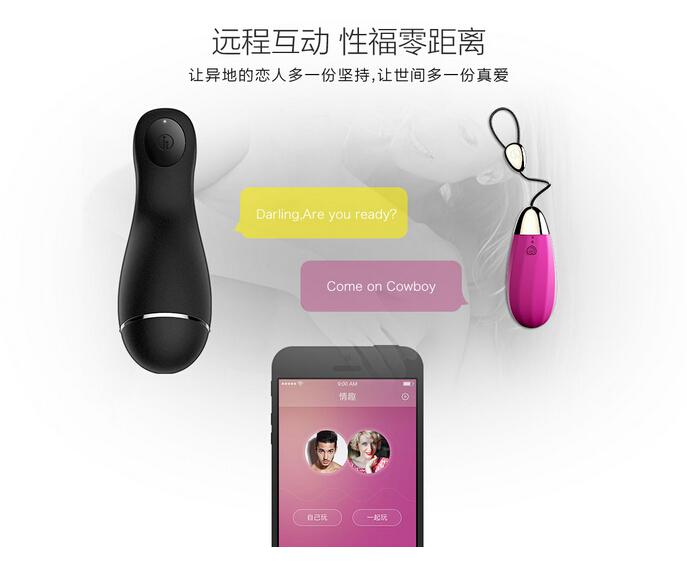 远程互动 性福零距离
让异地的恋人多一份坚持,让世间多一份真爱
Darling,Are you ready?
Come on Cowboy
9:00 AM
情趣
自己玩
一起玩